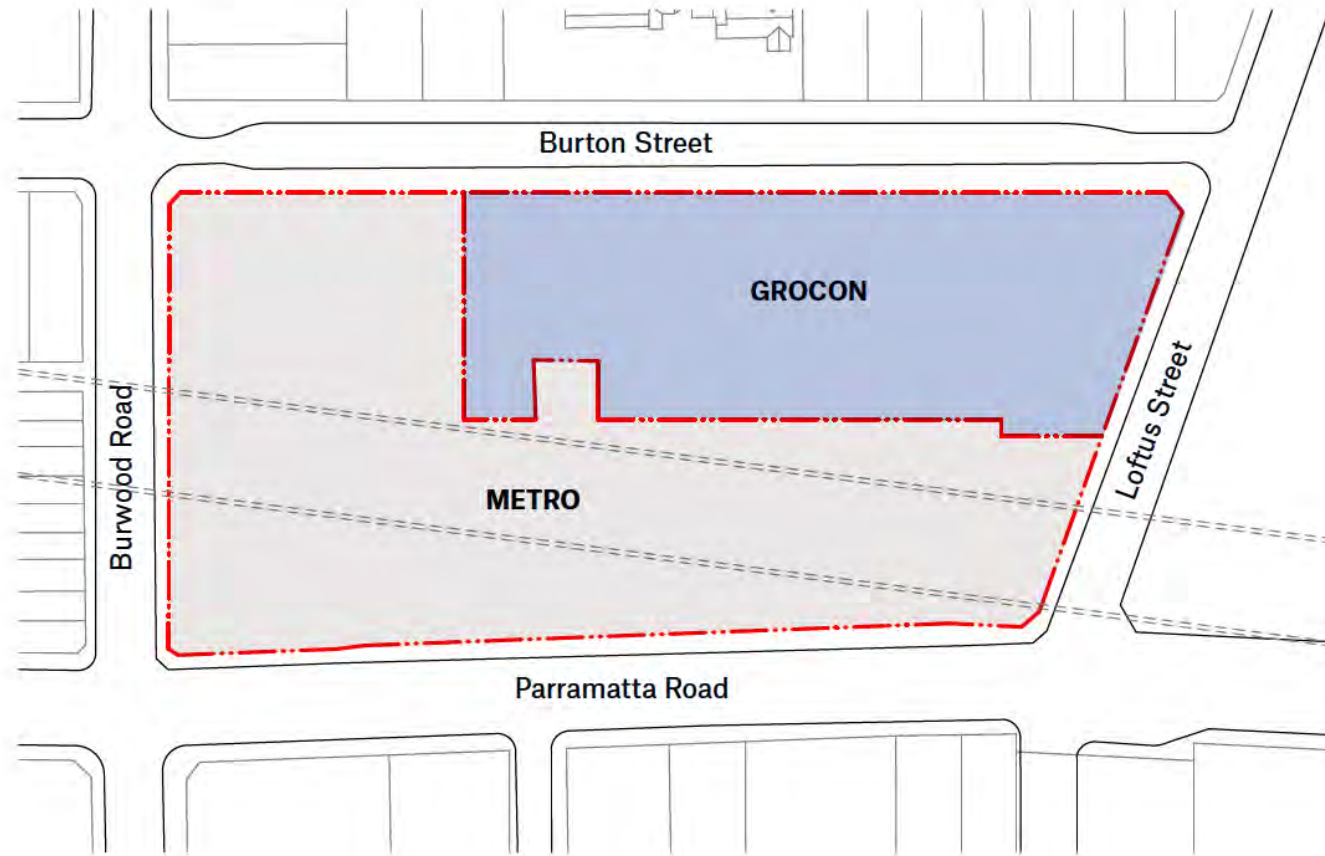 Burton Street
GROCON
Loftus Street
Burwood Road
METRO
Parramatta Road